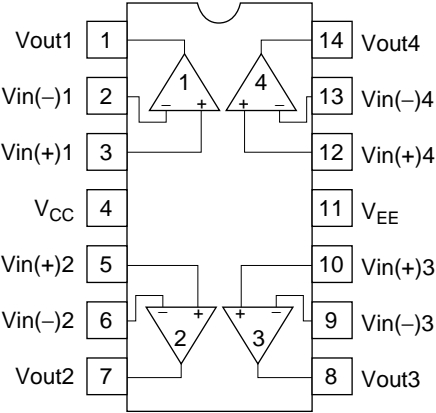 Vout1 1 14 Vout4
1 4
Vin(−)1 2 − + + − 13 Vin(−)4
Vin(+)1 3 12 Vin(+)4
VCC 4 11 VEE
Vin(+)2 5 10 Vin(+)3
Vin(−)2 6 − + + − 9 Vin(−)3
2 3
Vout2 7 8 Vout3